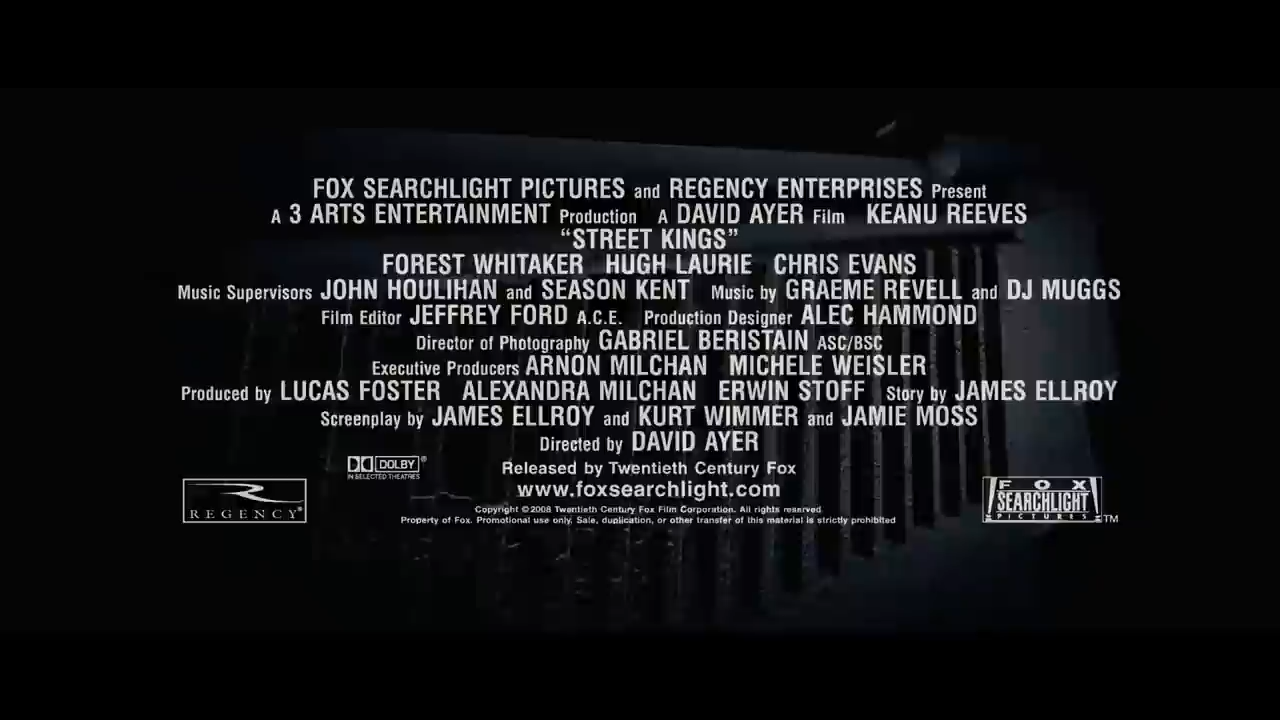 FOX SEARCHLIGHT PICTURES and REGENCY ENTERPRISES Present
A 3 ARTS ENTERTAINMENT Production A DAVID AYER Film KEANU REEVES
“STREET KINGS”
FOREST WHITAKER HUGH LAURIE CHRIS EVANS
Music Supervisors JOHN HOULIHAN and SEASON KENT Music by GRAEME REVELL and DJ MUGGS
Film Editor JEFFREY FORD A.C.E. Production Designer ALEC HAMMOND
Director of Photography GABRIEL BERISTAIN ASC/BSC
Executive Producers ARNON MILCHAN MICHELE WEISLER
Produced by LUCAS FOSTER ALEXANDRA MILCHAN ERWIN STOFF Story by JAMES ELLROY
Screenplay by JAMES ELLROY and KURT WIMMER and JAMIE MOSS
Directed by DAVID AYER
DOLBY®
IN SELECTED THEATRES
Released by Twentieth Century Fox
www.foxsearchlight.com
REGENCY®
FOX
SEARCHLIGHT
PICTURES TM
Copyright ©2008 Twentieth Century Fox Film Corporation. All rights reserved
Property of Fox. Promotional use only. Sale, duplication, or other transfer of this material is strictly prohibited